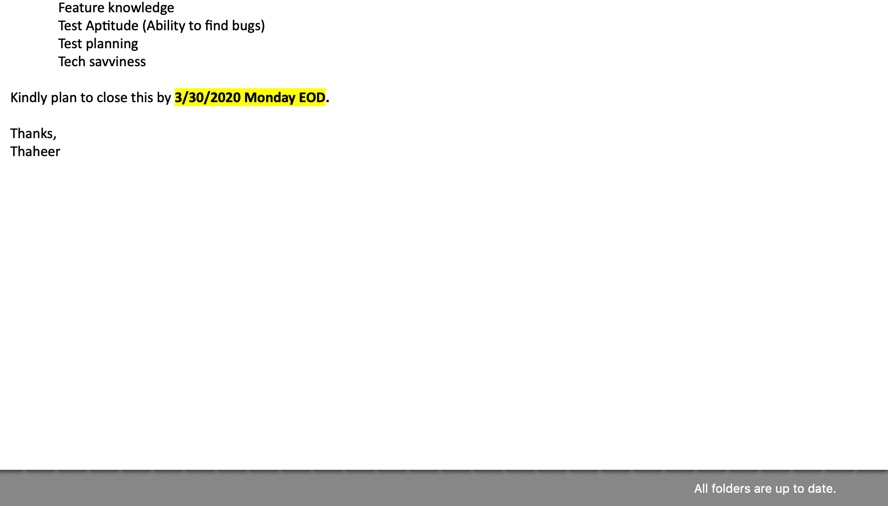 Feature knowledge
Test Aptitude (Ability to find bugs)
Test planning
Tech savviness
Kindly plan to close this by 3/30/2020 Monday EOD.
Thanks,
Thaheer
All folders are up to date.